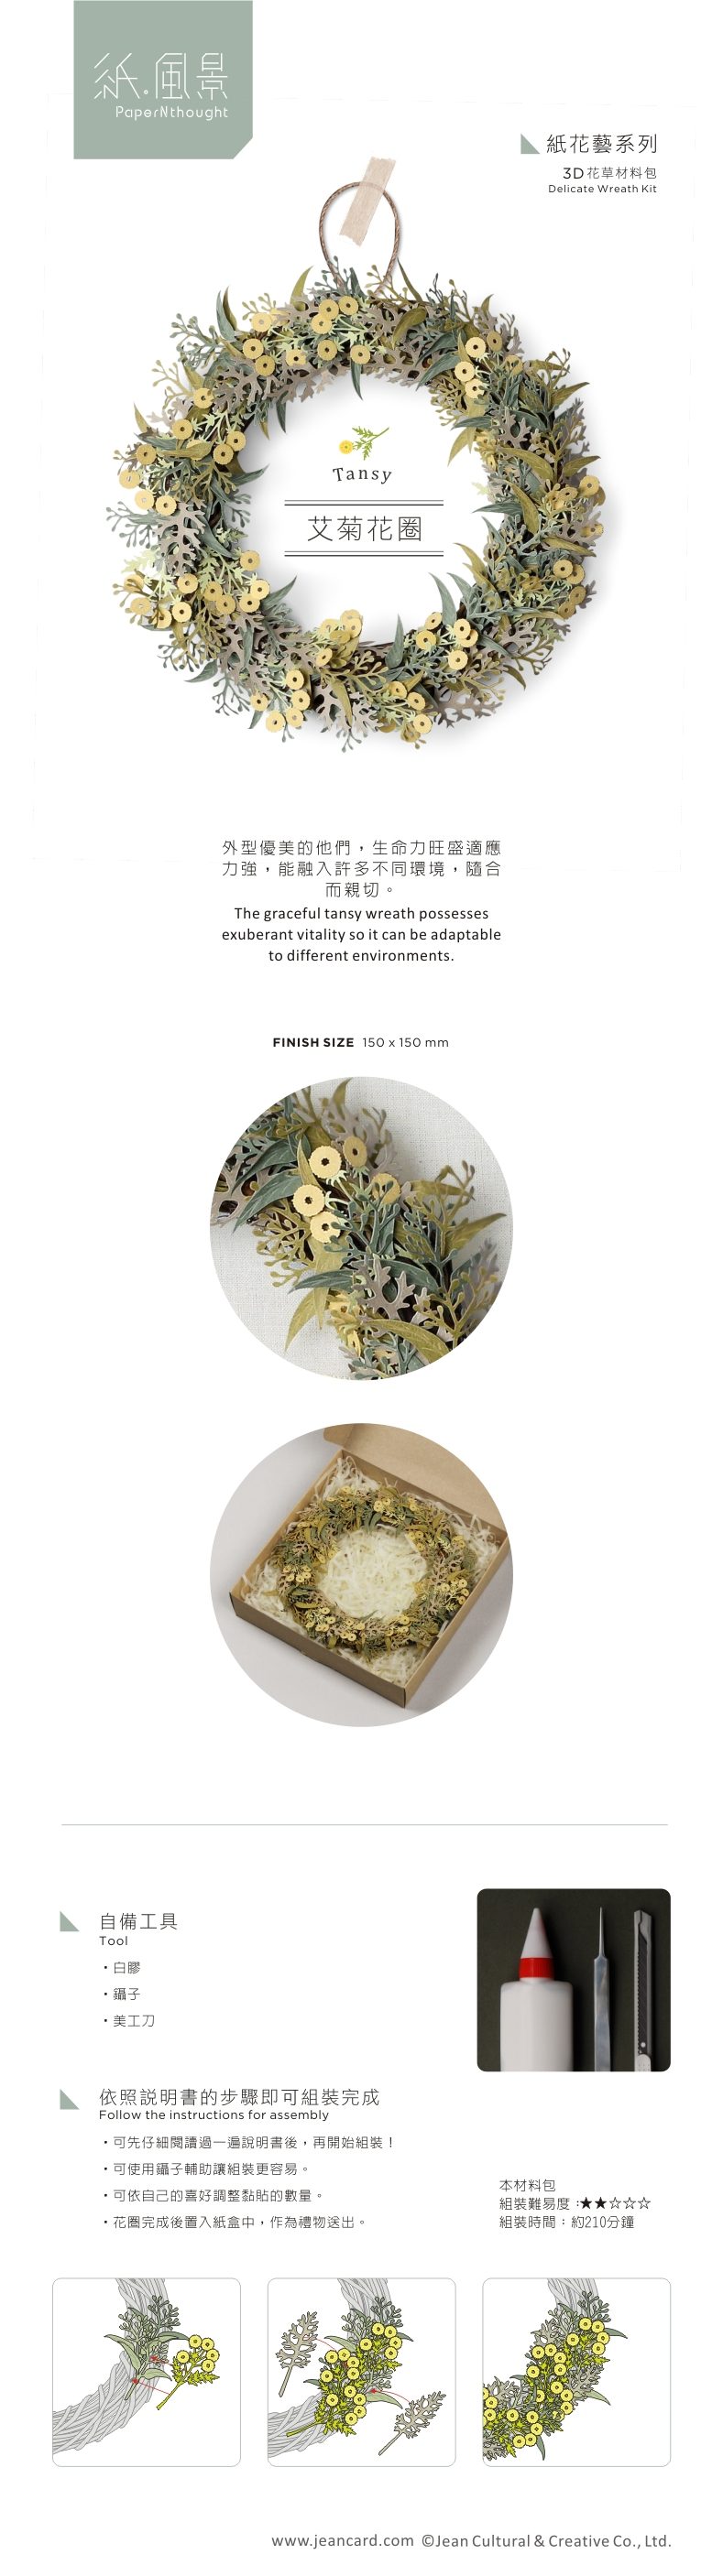 紙.風景
PaperNthought
紙花藝系列
3D花草材料包
Delicate Wreath Kit
Tansy
艾菊花圈
外型優美的他們，生命力旺盛適應
力強，能融入許多不同環境，隨合
而親切。
The graceful tansy wreath possesses
exuberant vitality so it can be adaptable
to different environments.
FINISH SIZE 150 x 150 mm
自備工具
Tool
・白膠
・鑷子
・美工刀
依照説明書的步驟即可組裝完成
Follow the instructions for assembly
・可先仔細閱讀過一遍說明書後，再開始組裝！
・可使用鑷子輔助讓組裝更容易。
・可依自己的喜好調整黏貼的數量。
・花圈完成後置入紙盒中，作為禮物送出。
本材料包
組裝難易度：★★☆☆☆
組裝時間：約210分鐘
www.jeancard.com ©Jean Cultural & Creative Co., Ltd.